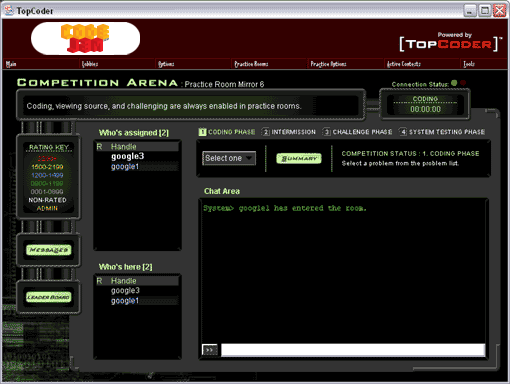 TopCoder
CODE
JAM
Powered by
[TOPCODER]™
Main
Lobbies
Options
Practice Rooms
Practice Options
Active Contests
Tools
COMPETITION ARENA : Practice Room Mirror 6
Connection Status:
Coding, viewing source, and challenging are always enabled in practice rooms.
CODING
00:00:00
RATING KEY
1500-2199
1200-1499
0900-1199
0001-0899
NON-RATED
ADMIN
MESSAGES
LEADER BOARD
Who's assigned [2]
R Handle
google3
google1
Who's here [2]
R Handle
google3
google1
1 CODING PHASE 2 INTERMISSION 3 CHALLENGE PHASE 4 SYSTEM TESTING PHASE
Select one
SUMMARY
COMPETITION STATUS : 1. CODING PHASE
Select a problem from the problem list.
Chat Area
System> google1 has entered the room.
>>